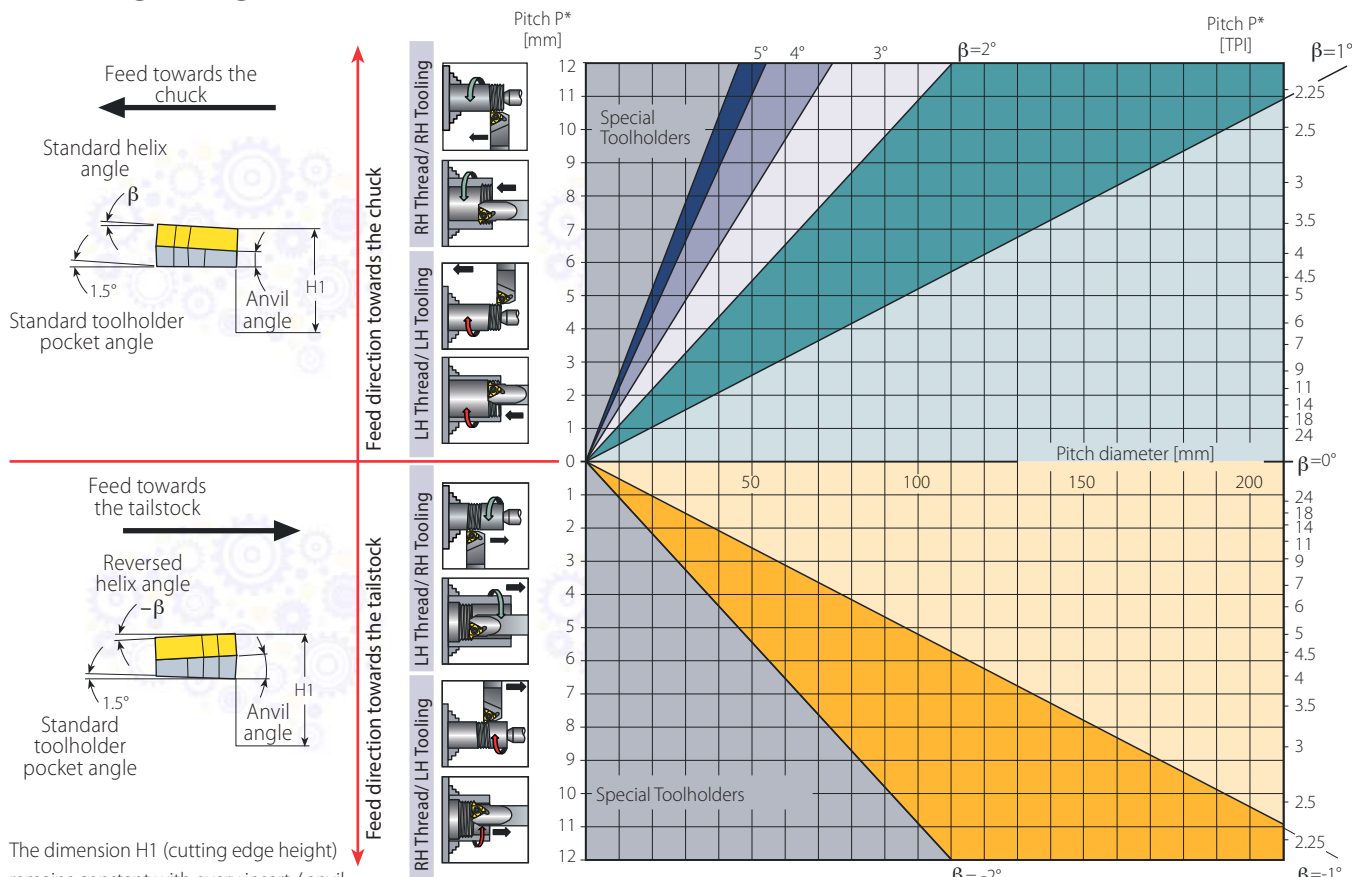 Feed towards the
chuck
Standard helix
angle
β
1.5°
H1
Anvil
angle
Standard toolholder
pocket angle
Feed towards
the tailstock
Reversed
helix angle
–β
1.5°
H1
Anvil
angle
Standard
toolholder
pocket angle
The dimension H1 (cutting edge height)
Feed direction towards the chuck
Feed direction towards the tailstock
RH Thread/ RH Tooling
LH Thread/ LH Tooling
LH Thread/ RH Tooling
RH Thread/ LH Tooling
Pitch P*
[mm]
12
11
10
9
8
7
6
5
4
3
2
1
0
1
2
3
4
5
6
7
8
9
10
11
12
5°
4°
3°
β=2°
Pitch P*
[TPI]
β=1°
Special
Toolholders
2.25
2.5
3
3.5
4
4.5
5
6
7
9
11
14
18
24
Pitch diameter [mm]
β=0°
50
100
150
200
24
18
14
11
9
7
6
5
4.5
4
3.5
3
2.5
2.25
Special Toolholders
β=-2°
β=-1°